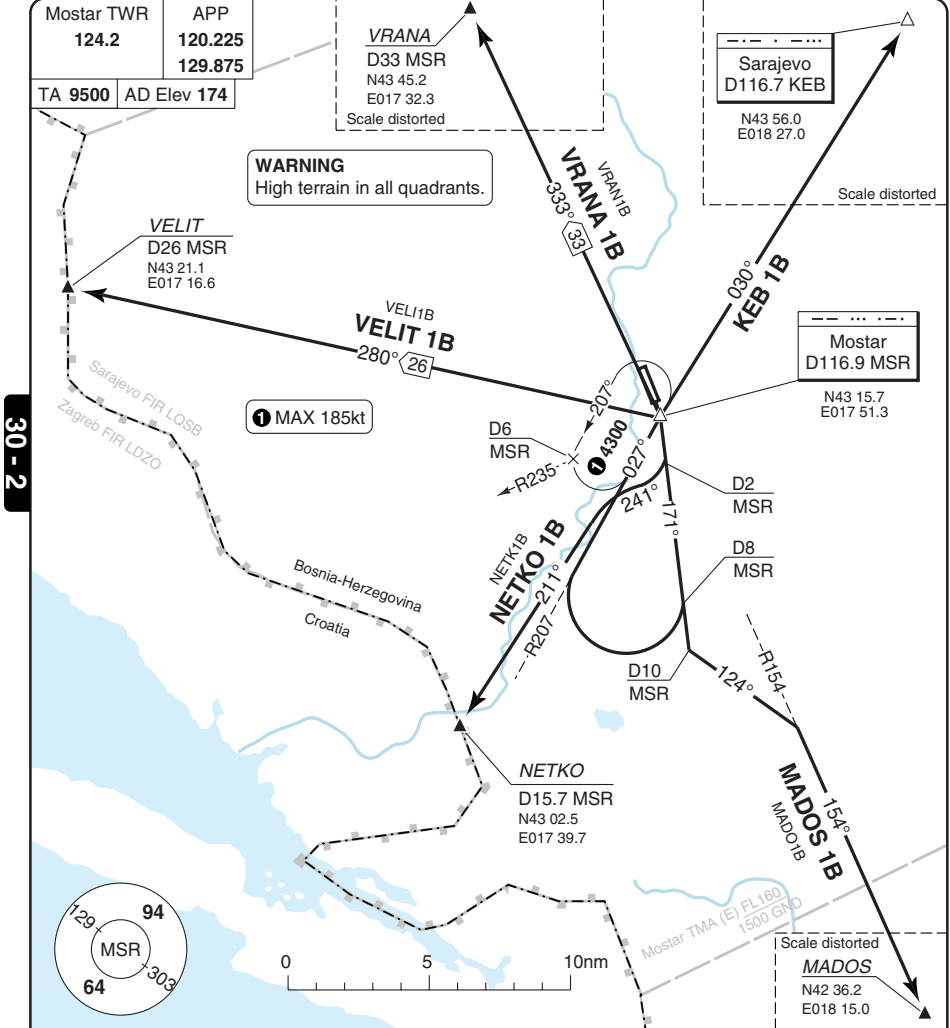 Mostar TWR
124.2
APP
120.225
129.875
TA 9500
AD Elev 174
VRANA
D33 MSR
N43 45.2
E017 32.3
Scale distorted
Sarajevo
D116.7 KEB
N43 56.0
E018 27.0
Scale distorted
WARNING
High terrain in all quadrants.
VELIT
D26 MSR
N43 21.1
E017 16.6
VRAN1B
VRANA 1B
333° 33
030°
KEB 1B
VELI1B
VELIT 1B
280° 26
Mostar
D116.9 MSR
N43 15.7
E017 51.3
Sarajevo FIR LQSB
Zagreb FIR LDZO
1 MAX 185kt
30 - 2
207°
D6
MSR
R235
1 4300
027°
241°
171°
D2
MSR
D8
MSR
NETK1B
NETKO 1B
211°
R207
Bosnia-Herzegovina
Croatia
D10
MSR
124°
R154
NETKO
D15.7 MSR
N43 02.5
E017 39.7
MADOS 1B
MADO1B
154°
Mostar TMA (E) FL160
1500 GND
129
94
MSR
64
303
0 5 10nm
Scale distorted
MADOS
N42 36.2
E018 15.0